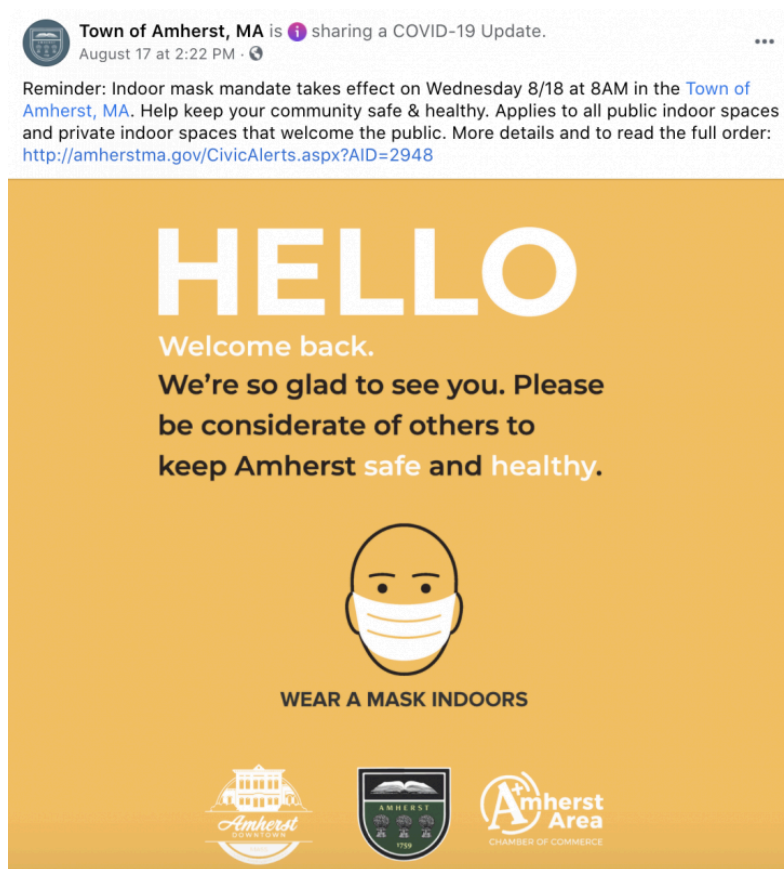 Town of Amherst, MA is sharing a COVID-19 Update.
August 17 at 2:22 PM ·
Reminder: Indoor mask mandate takes effect on Wednesday 8/18 at 8AM in the Town of
Amherst, MA. Help keep your community safe & healthy. Applies to all public indoor spaces
and private indoor spaces that welcome the public. More details and to read the full order:
http://amherstma.gov/CivicAlerts.aspx?AID=2948
HELLO
Welcome back.
We're so glad to see you. Please
be considerate of others to
keep Amherst safe and healthy.
WEAR A MASK INDOORS
Amherst
DOWNTOWN
AMHERST
1759
A+mherst
Area
CHAMBER OF COMMERCE